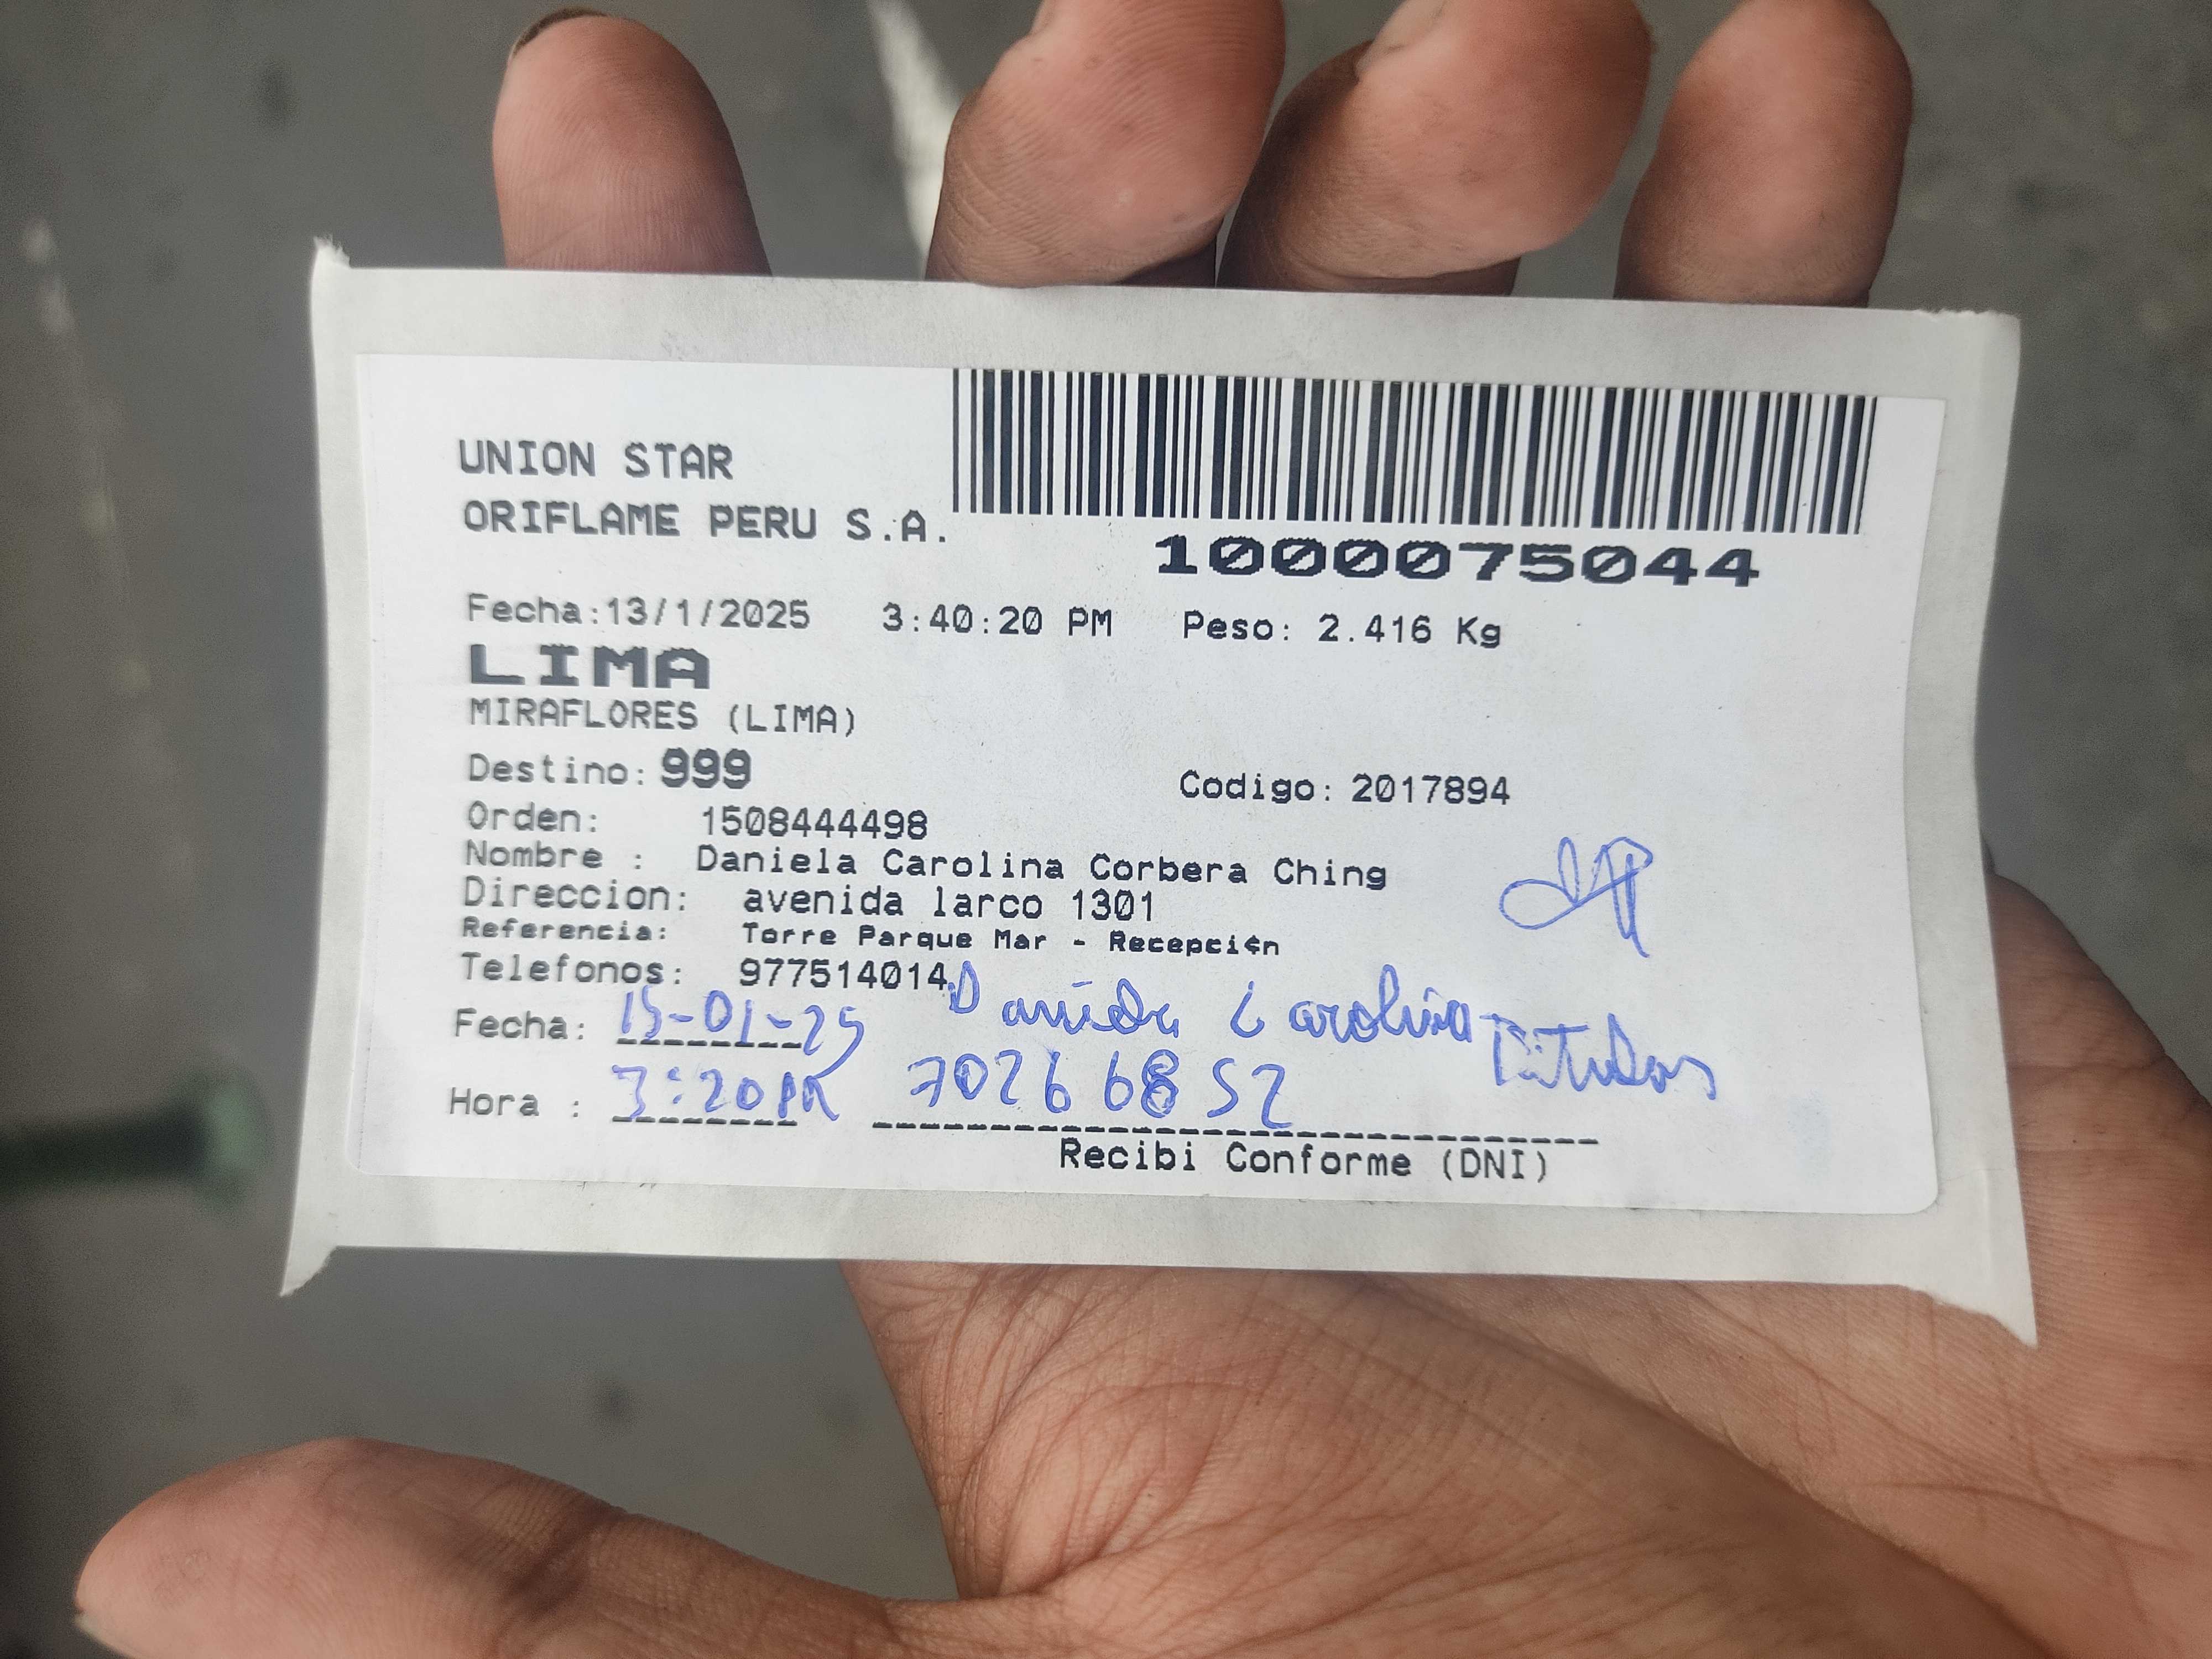 UNION STAR
ORIFLAME PERU S.A.
1000075044
Fecha:13/1/2025 3:40:20 PM Peso: 2.416 Kg
LIMA
MIRAFLORES (LIMA)
Destino: 999 Codigo: 2017894
Orden: 1508444498
Nombre : Daniela Carolina Corbera Ching
Direccion: avenida larco 1301
Referencia: Torre Parque Mar - Recepci¢n
Telefonos: 977514014
Fecha: 15-01-25 Daniela Carolina
Hora : 3:20PM 70266852
Recibi Conforme (DNI)